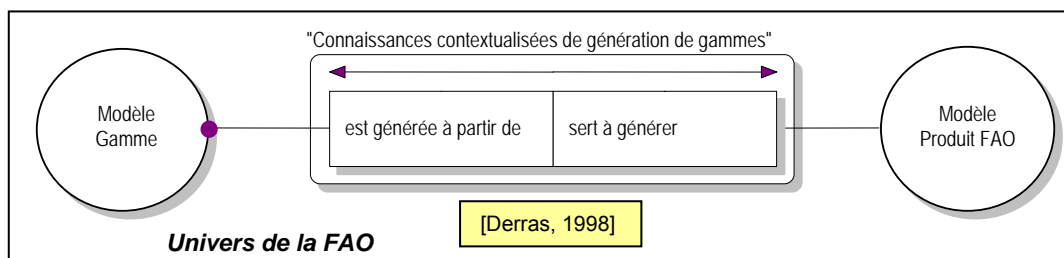 "Connaissances contextualisées de génération de gammes"
Modèle
Gamme
est générée à partir de
sert à générer
Modèle
Produit FAO
[Derras, 1998]
Univers de la FAO